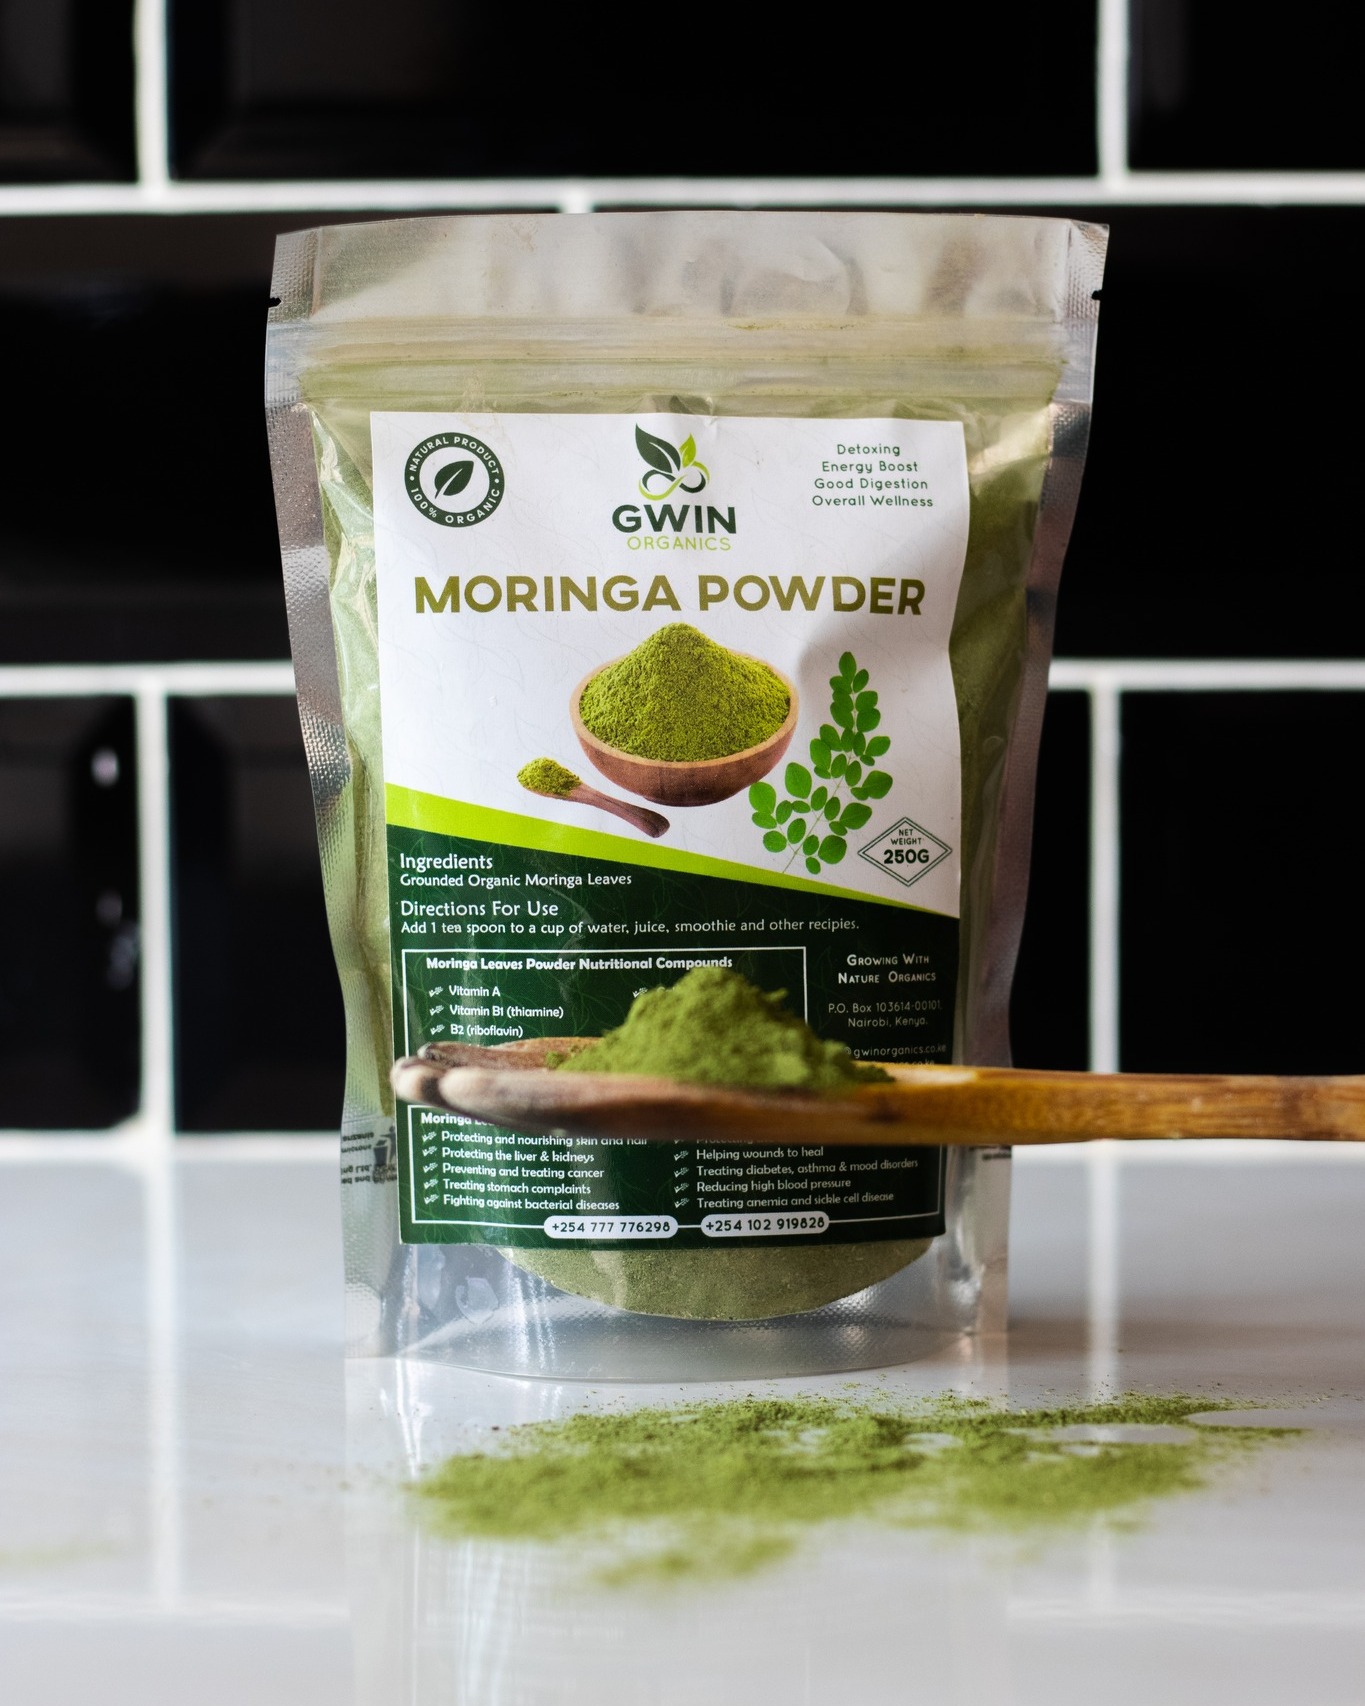 NATURAL PRODUCT
100% ORGANIC
GWIN
ORGANICS
Detoxing
Energy Boost
Good Digestion
Overall Wellness
MORINGA POWDER
NET
WEIGHT
250G
Ingredients
Grounded Organic Moringa Leaves
Directions For Use
Add 1 tea spoon to a cup of water, juice, smoothie and other recipies.
Moringa Leaves Powder Nutritional Compounds
Vitamin A
Vitamin B1 (thiamine)
B2 (riboflavin)
GROWING WITH
NATURE ORGANICS
P.O. Box 103614-00101,
Nairobi, Kenya.
@gwinorganics.co.ke
Moringa
Protecting and nourishing skin and hair
Protecting the liver & kidneys
Preventing and treating cancer
Treating stomach complaints
Fighting against bacterial diseases
Protecting
Helping wounds to heal
Treating diabetes, asthma & mood disorders
Reducing high blood pressure
Treating anemia and sickle cell disease
+254 777 776298
+254 102 919828